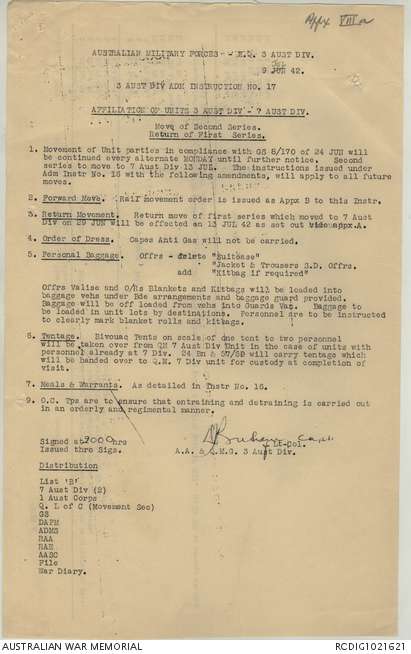 Appx VIII a
AUSTRALIAN MILITARY FORCES - H.Q. 3 AUST DIV.
9 JUN 42.
3 AUST DIV ADM INSTRUCTION NO. 17
AFFILIATION OF UNITS 3 AUST DIV - 7 AUST DIV.
Move of Second Series.
Return of First Series.
1. Movement of Unit parties in compliance with GS 8/170 of 24 JUN will
be continued every alternate MONDAY until further notice. Second
series to move to 7 Aust Div 13 JUL. The instructions issued under
Adm Instr No. 16 with the following amendments, will apply to all future
moves.
2. Forward Move. Rail movement order is issued as Appx B to this Instr.
3. Return Movement. Return move of first series which moved to 7 Aust
Div on 29 JUN will be effected on 13 JUL 42 as set out appx.A.
4. Order of Dress. Capes Anti Gas will not be carried.
5. Personal Baggage. Offrs - delete "Suitcase"
"Jacket & Trousers S.D. Offrs.
add "Kitbag if required"
Offrs Valise and O/Rs Blankets and Kitbags will be loaded into
baggage vehs under Bde arrangements and baggage guard provided.
Baggage will be off loaded from vehs into Guards Van. Baggage to
be loaded in unit lots by destinations. Personnel are to be instructed
to clearly mark blanket rolls and kitbags.
6. Tentage. Bivouac Tents on scale of one tent to two personnel
will be taken over from QM 7 Aust Div Unit in the case of units with
personnel already at 7 Div. 24 Bn & 57/60 will carry tentage which
will be handed over to Q.M. 7 Div unit for custody at completion of
visit.
7. Meals & Warrants. As detailed in Instr No. 16.
9. O.C. Tps are to ensure that entraining and detraining is carried out
in an orderly and regimental manner.
Signed at 2000 hrs
Issued thro Sigs.
Lt-Col.
A.A. & Q.M.G. 3 Aust Div.
Distribution
List 'B'
7 Aust Div (2)
1 Aust Corps
Q. L of C (Movement Sec)
GS
DAPM
ADMS
RAA
RAE
AASC
File
War Diary.
AUSTRALIAN WAR MEMORIAL
RCDIG1021621